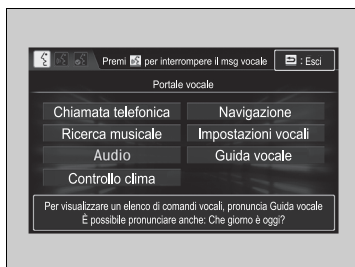 Premi per interrompere il msg vocale : Esci
Portale vocale
Chiamata telefonica Navigazione
Ricerca musicale Impostazioni vocali
Audio Guida vocale
Controllo clima
Per visualizzare un elenco di comandi vocali, pronuncia Guida vocale
È possibile pronunciare anche: Che giorno è oggi?